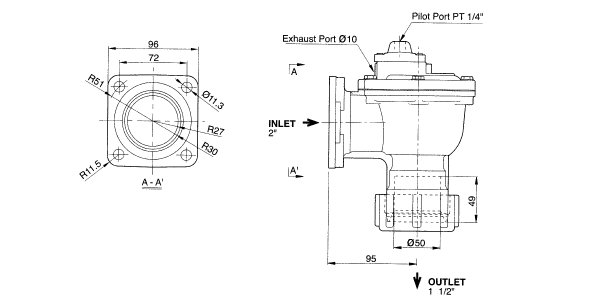 Pilot Port PT 1/4"
Exhaust Port Ø10
96
72
R51
Ø11.3
R27
R30
R11.5
A - A'
A
INLET
2"
A'
49
Ø50
95
OUTLET
1 1/2"